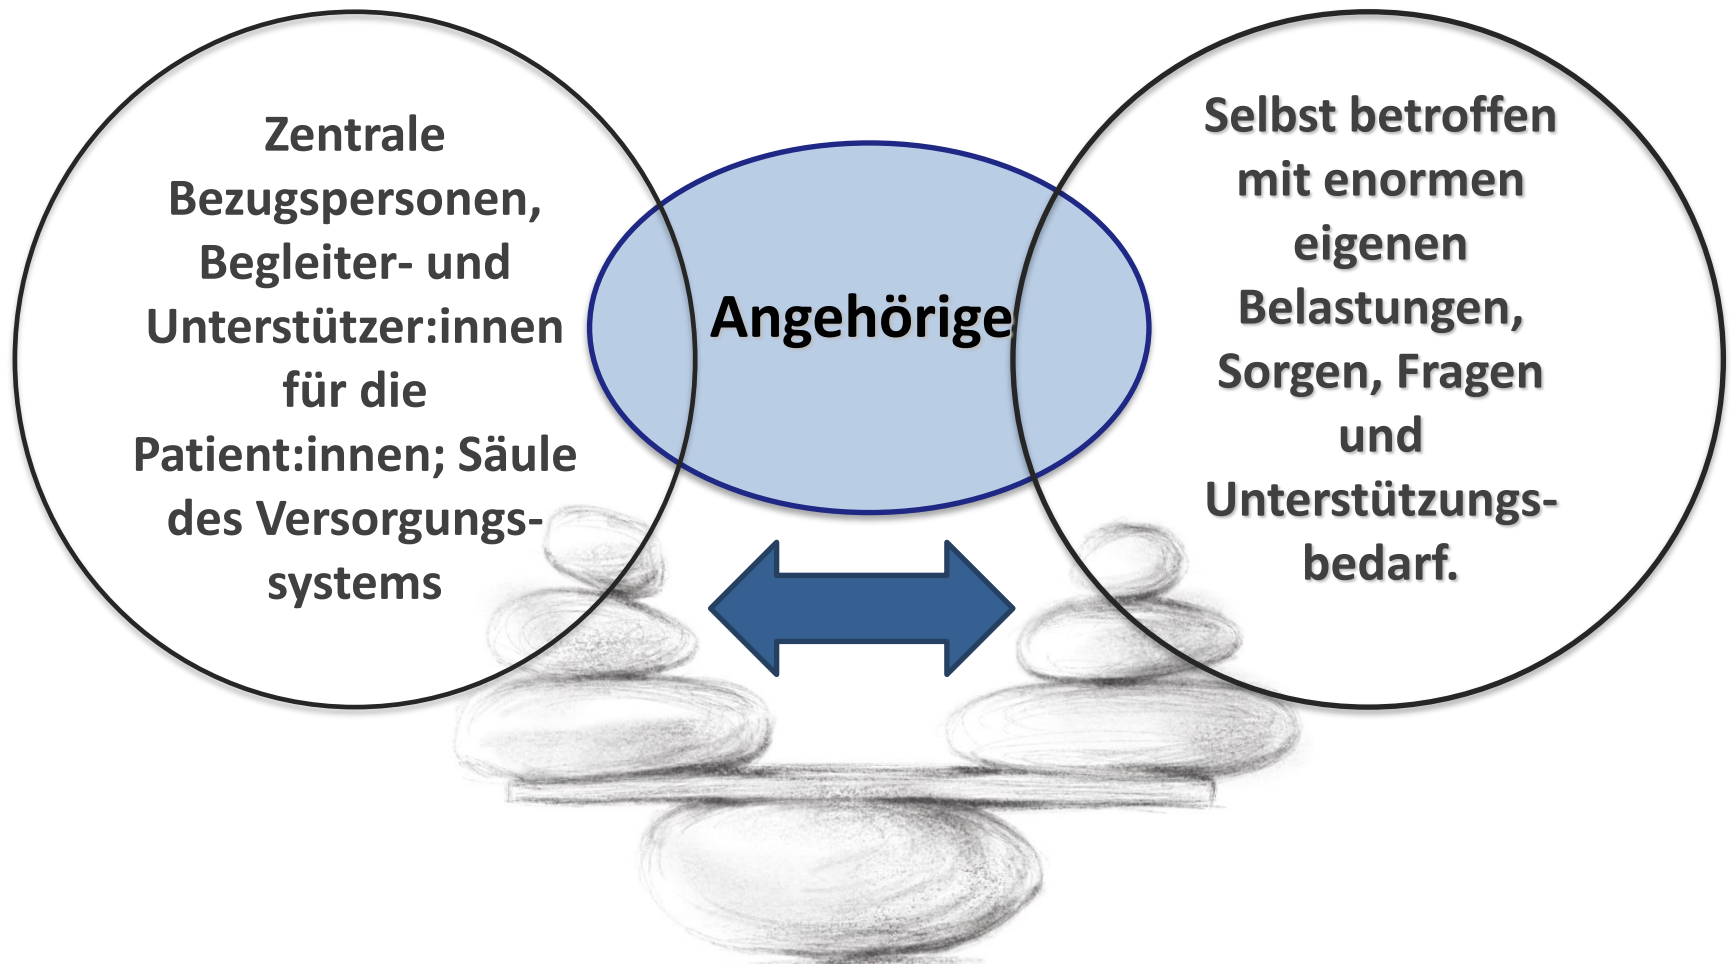 Zentrale
Bezugspersonen,
Begleiter- und
Unterstützer:innen
für die
Patient:innen; Säule
des Versorgungs-
systems
Angehörige
Selbst betroffen
mit enormen
eigenen
Belastungen,
Sorgen, Fragen
und
Unterstützungs-
bedarf.